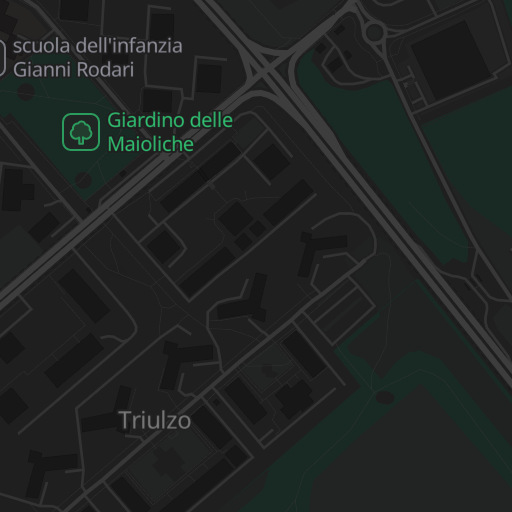 scuola dell'infanzia
Gianni Rodari
Giardino delle
Maioliche
Triulzo